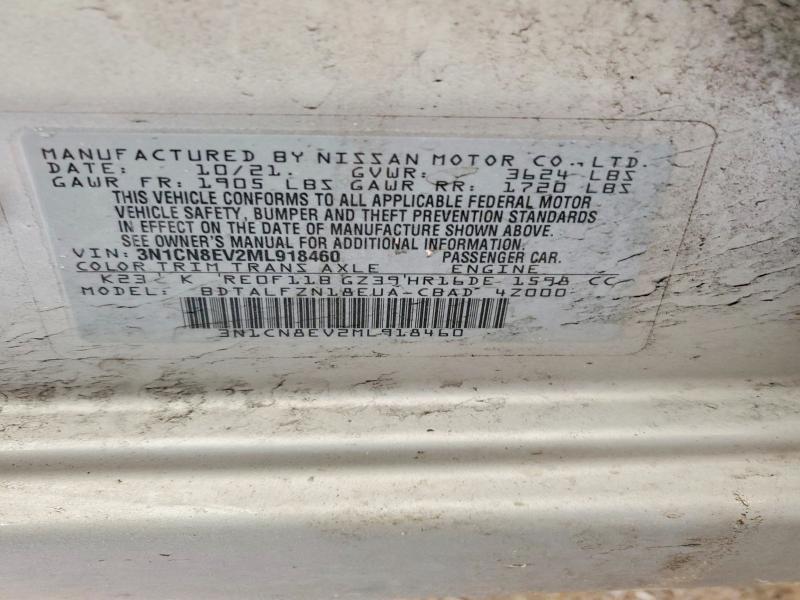 MANUFACTURED BY NISSAN MOTOR CO., LTD.
DATE: 10/21. GVWR: 3624 LBS
GAWR FR: 1905 LBS GAWR RR: 1720 LBS
THIS VEHICLE CONFORMS TO ALL APPLICABLE FEDERAL MOTOR
VEHICLE SAFETY, BUMPER AND THEFT PREVENTION STANDARDS
IN EFFECT ON THE DATE OF MANUFACTURE SHOWN ABOVE.
SEE OWNER'S MANUAL FOR ADDITIONAL INFORMATION.
VIN: 3N1CN8EV2ML918460 PASSENGER CAR.
COLOR TRIM TRANS AXLE ENGINE
K23 K RE0F11B GZ39 HR16DE 1598 CC
BDTALFZN18EUA-CBAD 4Z000
3N1CN8EV2ML918460